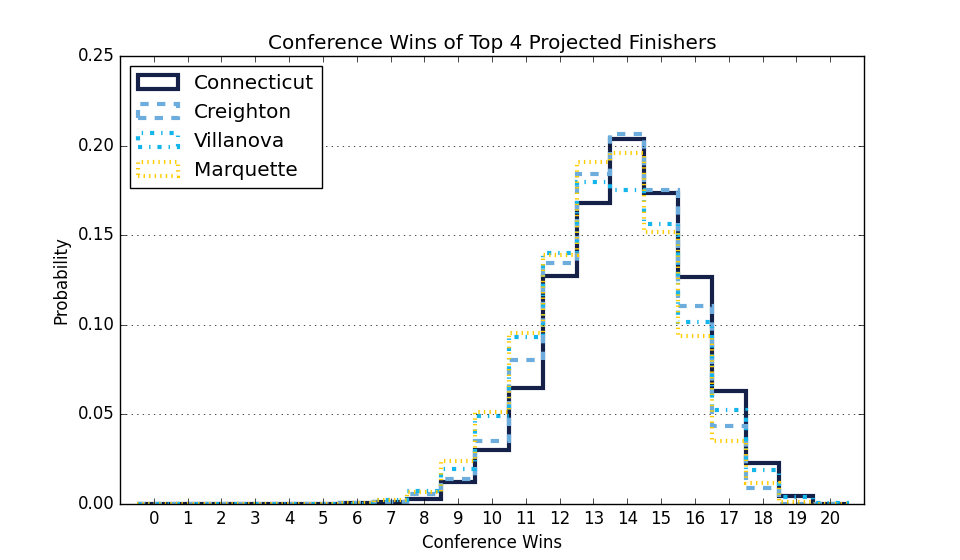 Conference Wins of Top 4 Projected Finishers
0.25
0.20
0.15
0.10
0.05
0.00
Probability
Connecticut
Creighton
Villanova
Marquette
0 1 2 3 4 5 6 7 8 9 10 11 12 13 14 15 16 17 18 19 20
Conference Wins